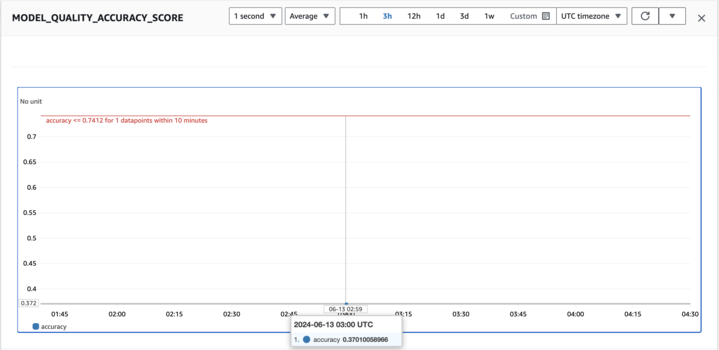 MODEL_QUALITY_ACCURACY_SCORE
1 second
Average
1h 3h 12h 1d 3d 1w Custom
UTC timezone
No unit
accuracy <= 0.7412 for 1 datapoints within 10 minutes
0.7
0.65
0.6
0.55
0.5
0.45
0.4
0.372
06-13 02:59
01:45 02:00 02:15 02:30 02:45 03:15 03:30 03:45 04:00 04:15 04:30
2024-06-13 03:00 UTC
1. accuracy 0.37010058966
accuracy